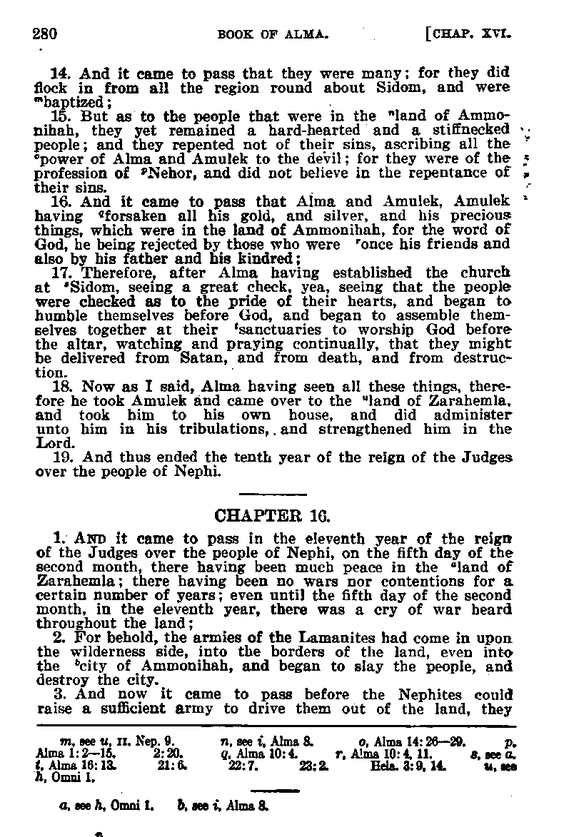 280 BOOK OF ALMA. [CHAP. XVI.
14. And it came to pass that they were many; for they did
flock in from all the region round about Sidom, and were
ᵐbaptized;
15. But as to the people that were in the ⁿland of Ammo-
nihah, they yet remained a hard-hearted and a stiffnecked
people; and they repented not of their sins, ascribing all the
ᵒpower of Alma and Amulek to the devil; for they were of the
profession of ᵖNehor, and did not believe in the repentance of
their sins.
16. And it came to pass that Alma and Amulek, Amulek
having qforsaken all his gold, and silver, and his precious
things, which were in the land of Ammonihah, for the word of
God, he being rejected by those who were ʳonce his friends and
also by his father and his kindred;
17. Therefore, after Alma having established the church
at ˢSidom, seeing a great check, yea, seeing that the people
were checked as to the pride of their hearts, and began to
humble themselves before God, and began to assemble them-
selves together at their ᵗsanctuaries to worship God before
the altar, watching and praying continually, that they might
be delivered from Satan, and from death, and from destruc-
tion.
18. Now as I said, Alma having seen all these things, there-
fore he took Amulek and came over to the ᵘland of Zarahemla,
and took him to his own house, and did administer
unto him in his tribulations, and strengthened him in the
Lord.
19. And thus ended the tenth year of the reign of the Judges
over the people of Nephi.
CHAPTER 16.
1. AND it came to pass in the eleventh year of the reign
of the Judges over the people of Nephi, on the fifth day of the
second month, there having been much peace in the ᵃland of
Zarahemla; there having been no wars nor contentions for a
certain number of years; even until the fifth day of the second
month, in the eleventh year, there was a cry of war heard
throughout the land;
2. For behold, the armies of the Lamanites had come in upon
the wilderness side, into the borders of the land, even into
the ᵇcity of Ammonihah, and began to slay the people, and
destroy the city.
3. And now it came to pass before the Nephites could
raise a sufficient army to drive them out of the land, they
m, see u, II. Nep. 9. n, see i, Alma 8. o, Alma 14:26—29. p,
Alma 1:2—15. 2:20. q, Alma 10:4. r, Alma 10:4, 11. s, see a.
t, Alma 16:13. 21:6. 22:7. 23:2. Hela. 3:9, 14. u, see
h, Omni 1.
a, see h, Omni 1. b, see i, Alma 8.